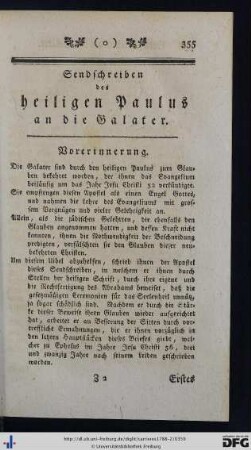 ( o ) 355
Sendschreiben
des
heiligen Paulus
an die Galater.
Vorerinnerung.
Die Galater sind durch den heiligen Paulus zum Glau-
ben bekehret worden, der ihnen das Evangelium
beiläufig um das Jahr Jesu Christi 51 verkündigte.
Sie empfiengen diesen Apostel als einen Engel Gottes,
und nahmen die Lehre des Evangeliums mit gros-
sem Vergnügen und vieler Gelehrigkeit an.
Allein, als die jüdischen Gelehrten, die ebenfalls den
Glauben angenommen hatten, und dessen Kraft nicht
kennten, ihnen die Nothwendigkeit der Beschneidung
predigten, verfälschten sie den Glauben dieser neu-
bekehrten Christen.
Um diesem Uibel abzuhelfen, schrieb ihnen der Apostel
dieses Sendschreiben, in welchem er ihnen durch
Stellen der heiligen Schrift, durch ihre eigene und
die Rechtfertigung des Abrahams beweiset, daß die
gesetzmäßigen Ceremonien für das Seelenheil unnütz,
ja sogar schädlich sind. Nachdem er durch die Stär-
ke dieser Beweise ihren Glauben wieder aufgerichtet
hat, arbeitet er an Besserung der Sitten durch vor-
trefliche Ermahnungen, die er ihnen vorzüglich in
den letzten Hauptstücken dieses Briefes giebt, wel-
cher zu Ephesus im Jahre Jesu Christi 56, drei
und zwanzig Jahre nach seinem Leiden geschrieben
worden.
Z 2 Erstes
© Universitätsbibliothek Freiburg
DFG